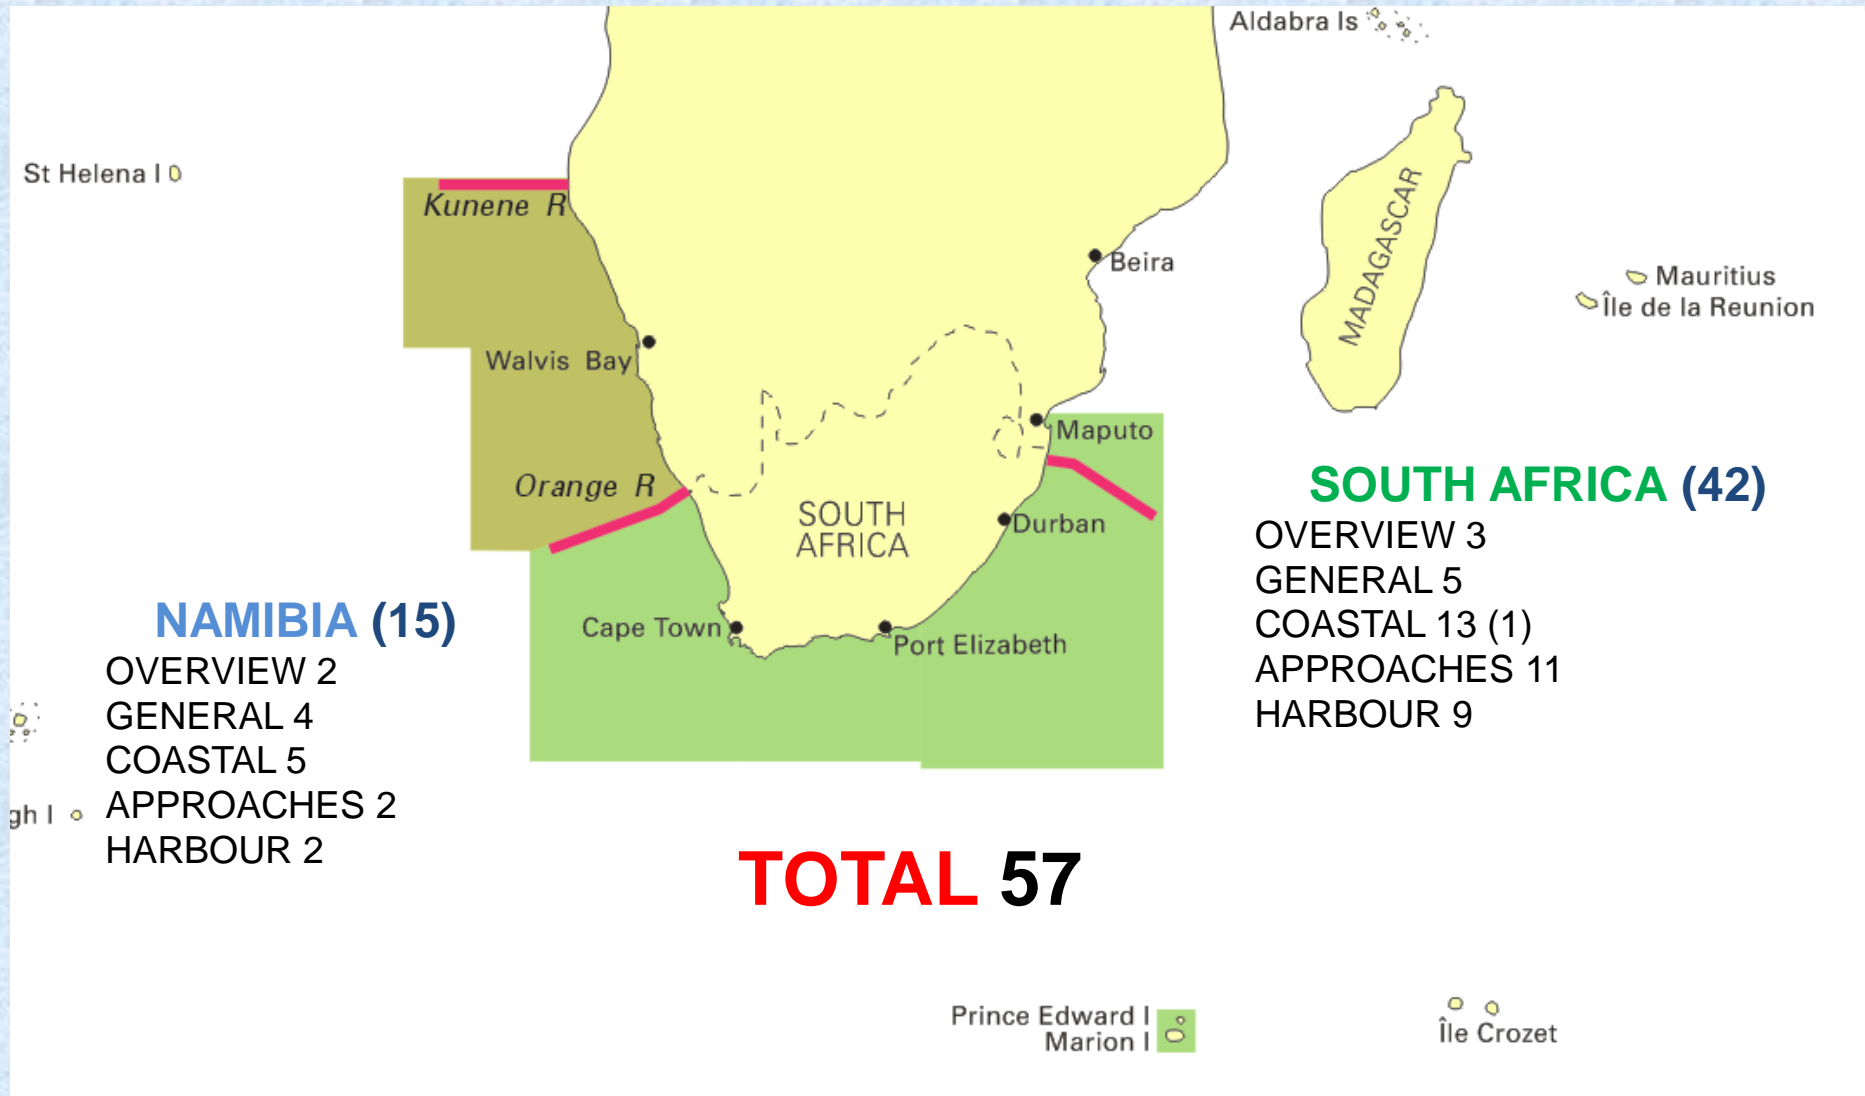 Aldabra Is
St Helena I
Kunene R
Beira
MADAGASCAR
Mauritius
Île de la Reunion
Walvis Bay
Maputo
Orange R
SOUTH
AFRICA
Durban
Cape Town
Port Elizabeth
SOUTH AFRICA (42)
OVERVIEW 3
GENERAL 5
COASTAL 13 (1)
APPROACHES 11
HARBOUR 9
NAMIBIA (15)
OVERVIEW 2
GENERAL 4
COASTAL 5
APPROACHES 2
HARBOUR 2
gh I
TOTAL 57
Prince Edward I
Marion I
Île Crozet